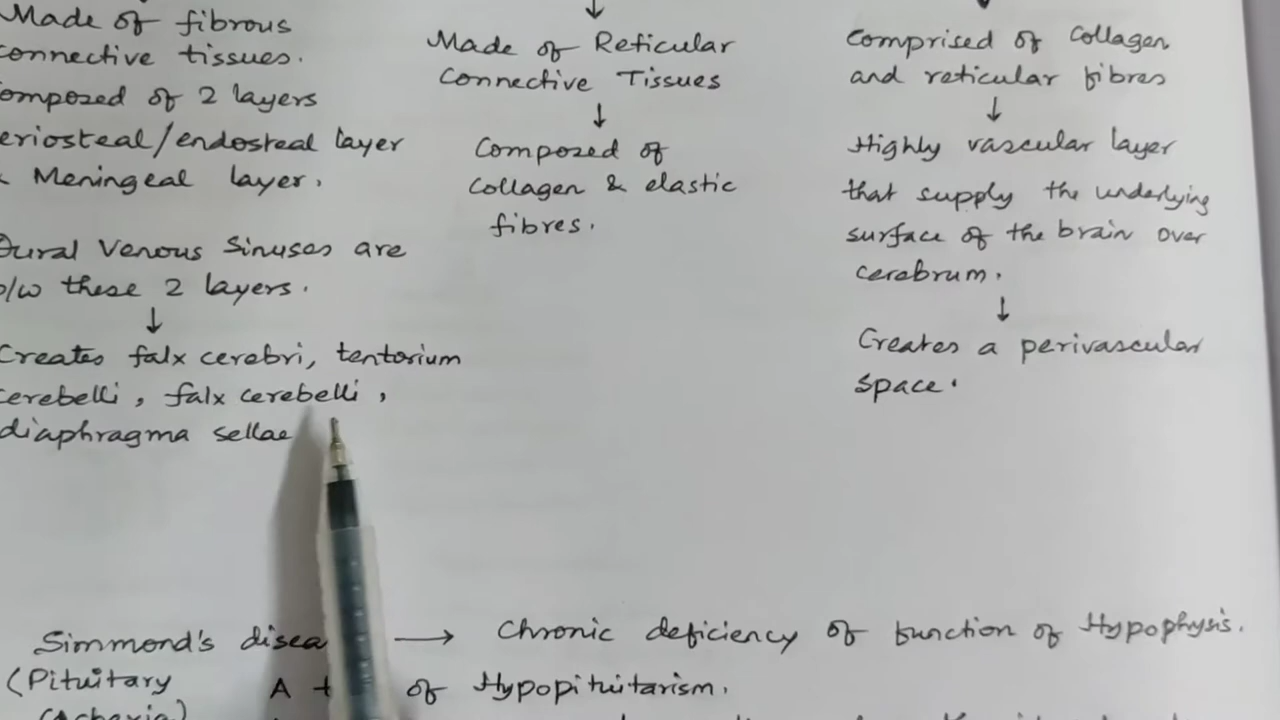 Made of fibrous
connective tissues.
Composed of 2 layers
Periosteal/endosteal layer
& Meningeal layer.
Dural Venous Sinuses are
b/w these 2 layers.
↓
Creates falx cerebri, tentorium
cerebelli, falx cerebelli,
diaphragma sellae
↓
Made of Reticular
Connective Tissues
↓
Composed of
Collagen & elastic
fibres.
Comprised of Collagen
and reticular fibres
↓
Highly vascular layer
that supply the underlying
surface of the brain over
cerebrum.
↓
Creates a perivascular
space.
Simmond's disea → Chronic deficiency of function of Hypophysis.
(Pituitary A t of Hypopituitarism.